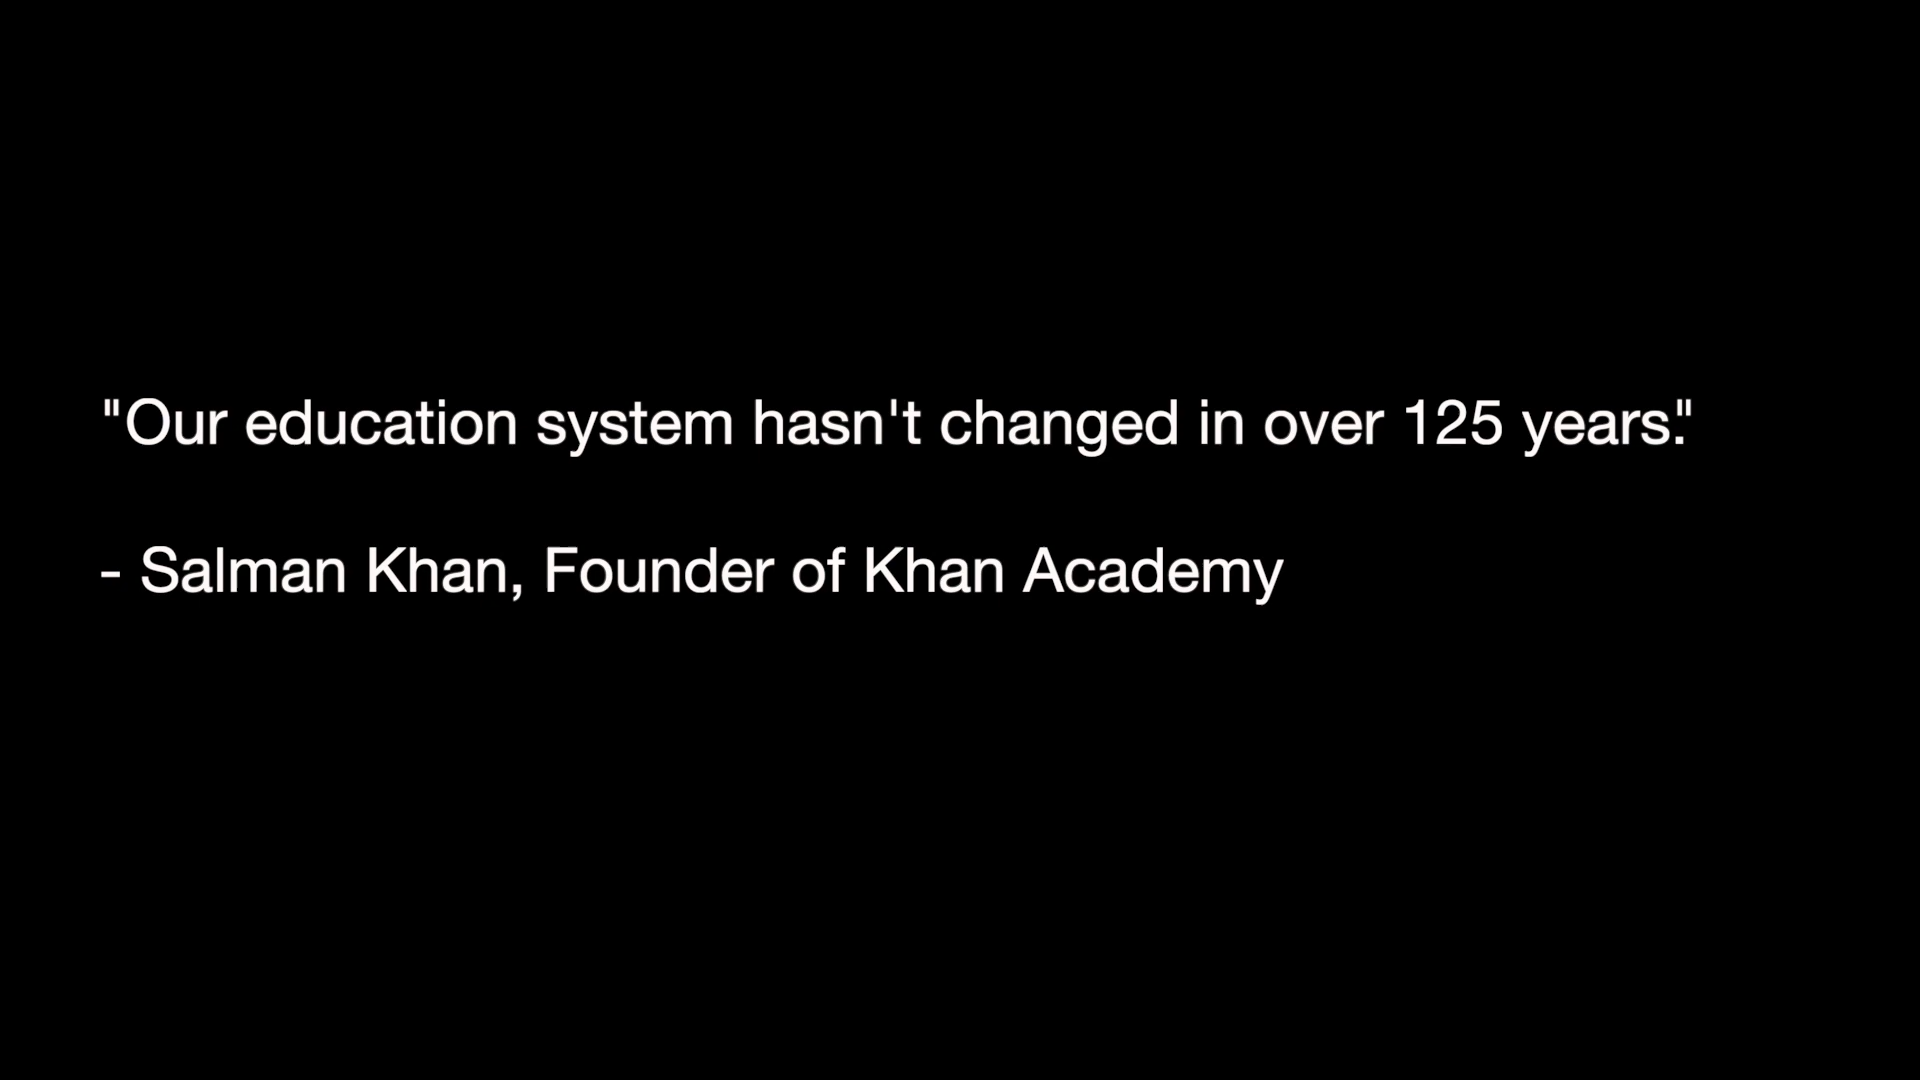 "Our education system hasn't changed in over 125 years."
- Salman Khan, Founder of Khan Academy